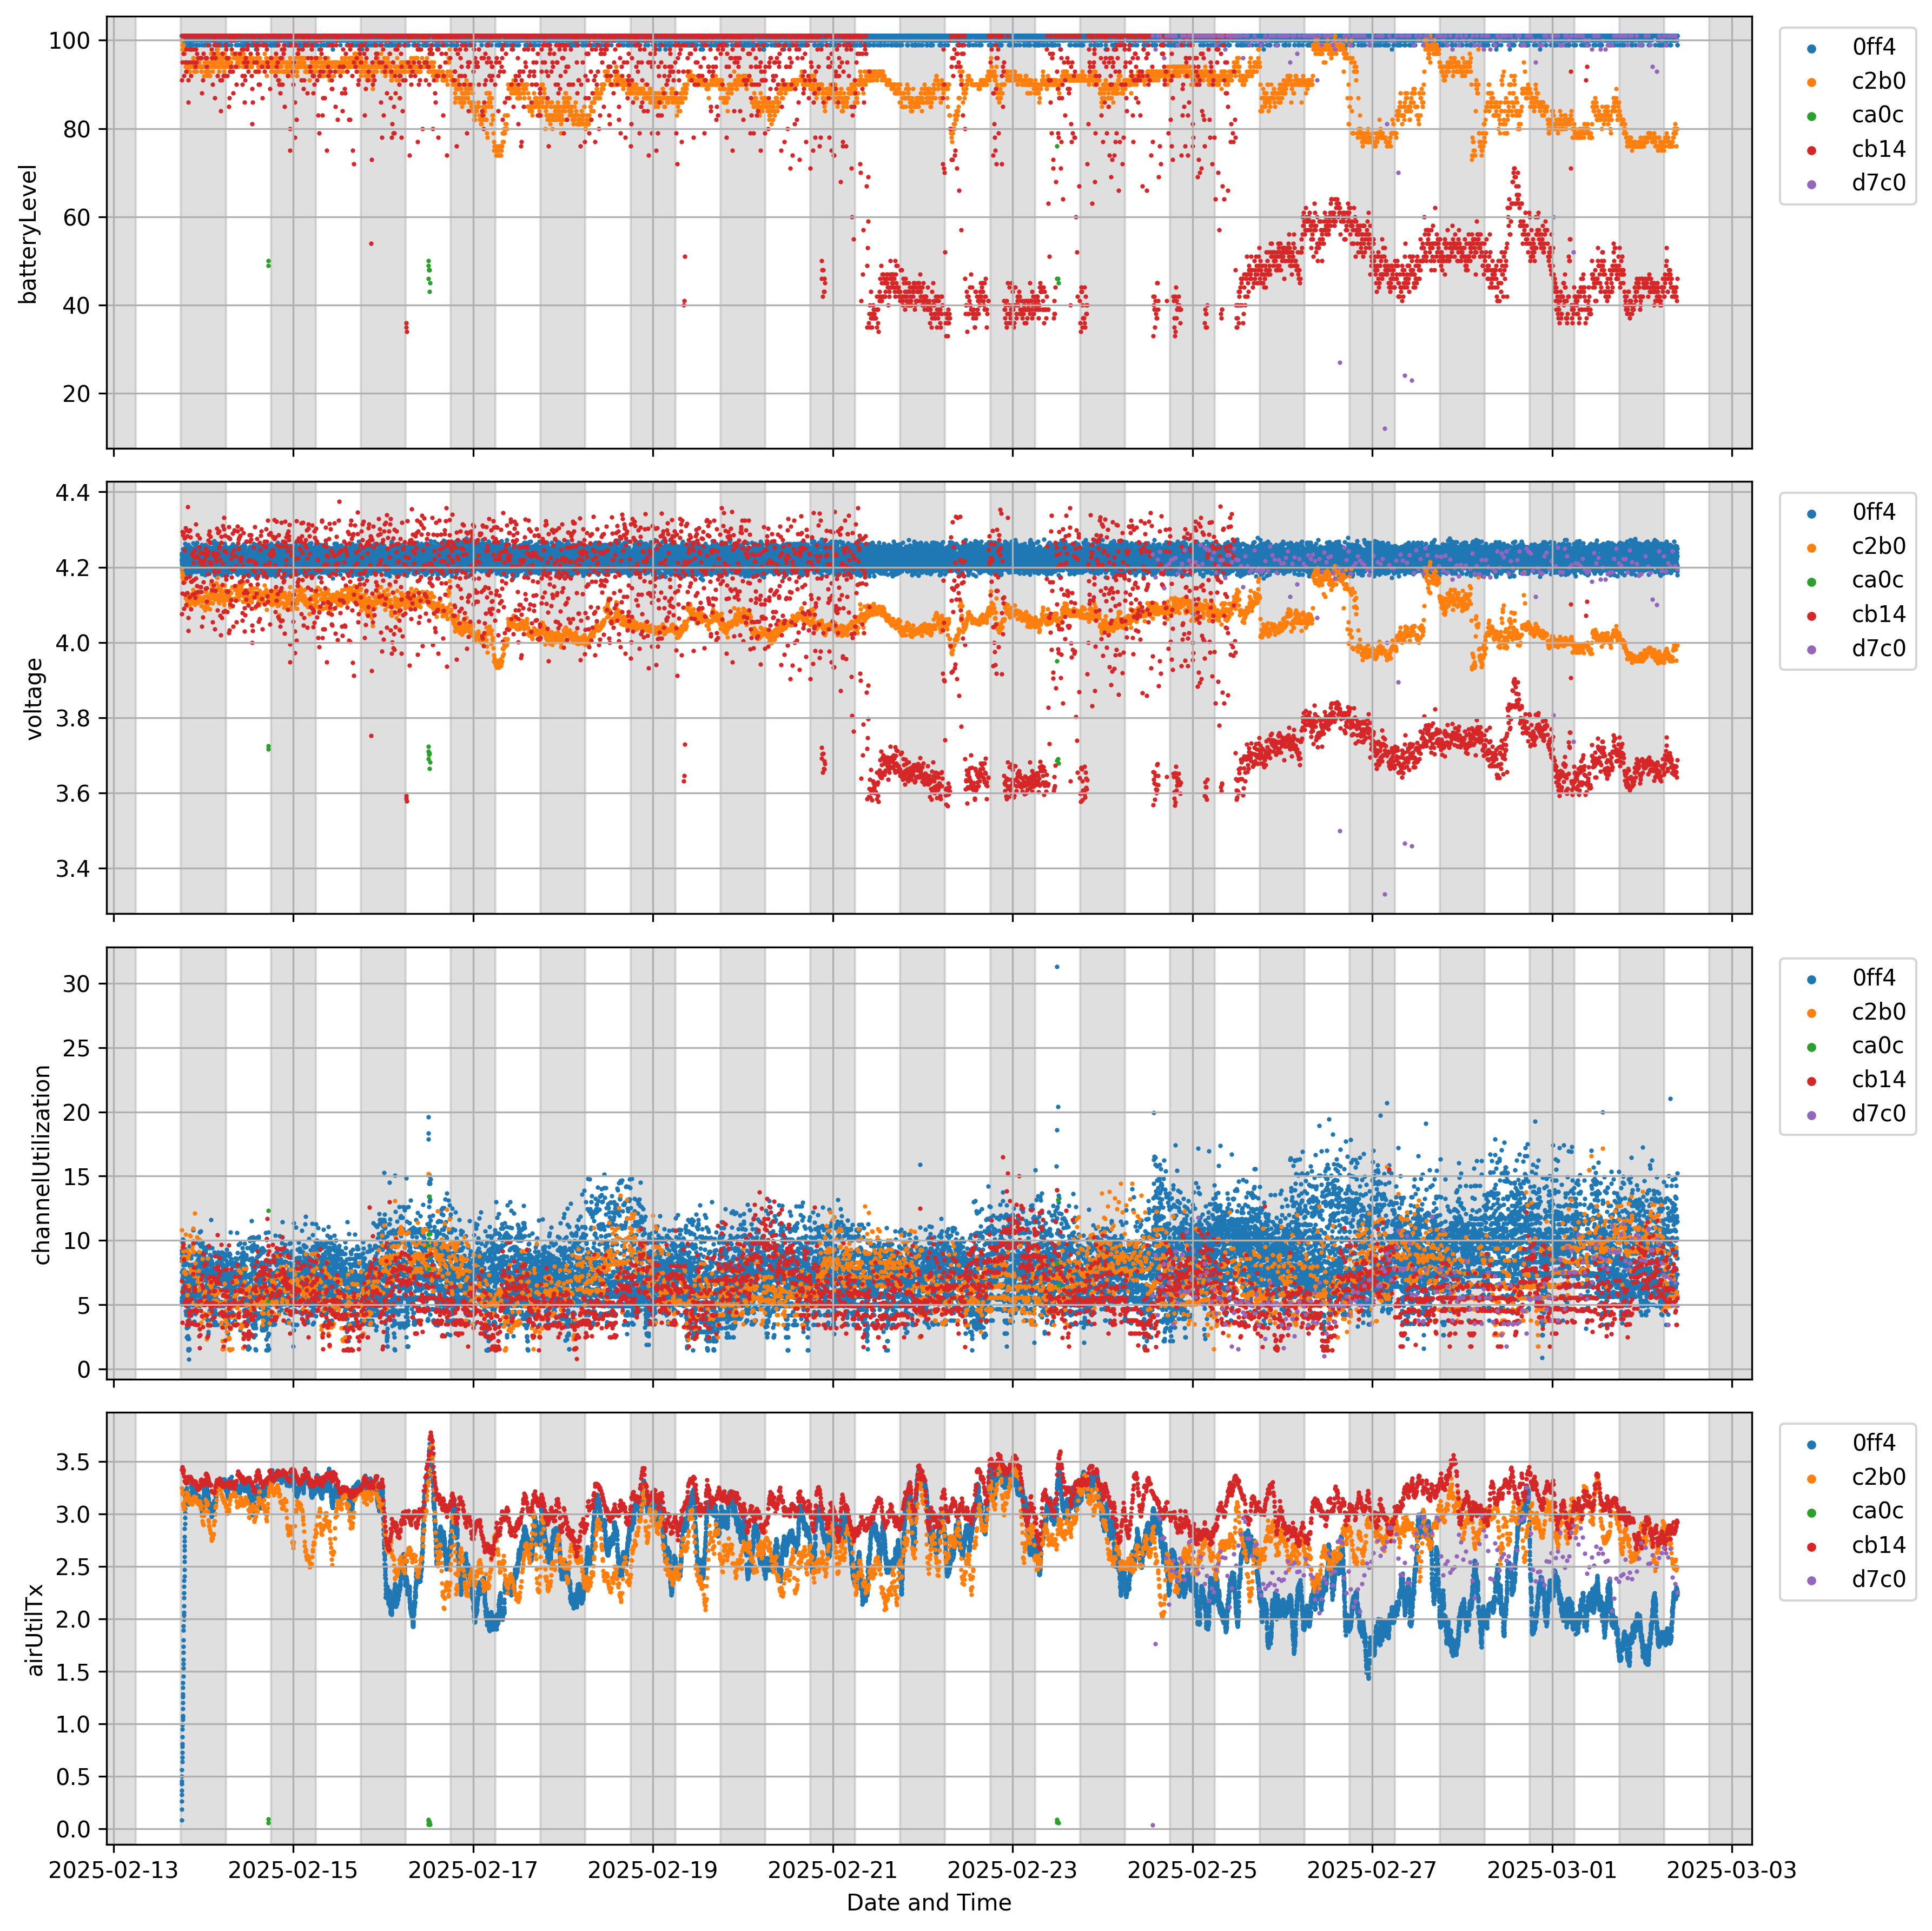 batteryLevel
100
80
60
40
20
0ff4
c2b0
ca0c
cb14
d7c0
voltage
4.4
4.2
4.0
3.8
3.6
3.4
0ff4
c2b0
ca0c
cb14
d7c0
channelUtilization
30
25
20
15
10
5
0
0ff4
c2b0
ca0c
cb14
d7c0
airUtilTx
3.5
3.0
2.5
2.0
1.5
1.0
0.5
0.0
0ff4
c2b0
ca0c
cb14
d7c0
2025-02-13 2025-02-15 2025-02-17 2025-02-19 2025-02-21 2025-02-23 2025-02-25 2025-02-27 2025-03-01 2025-03-03
Date and Time